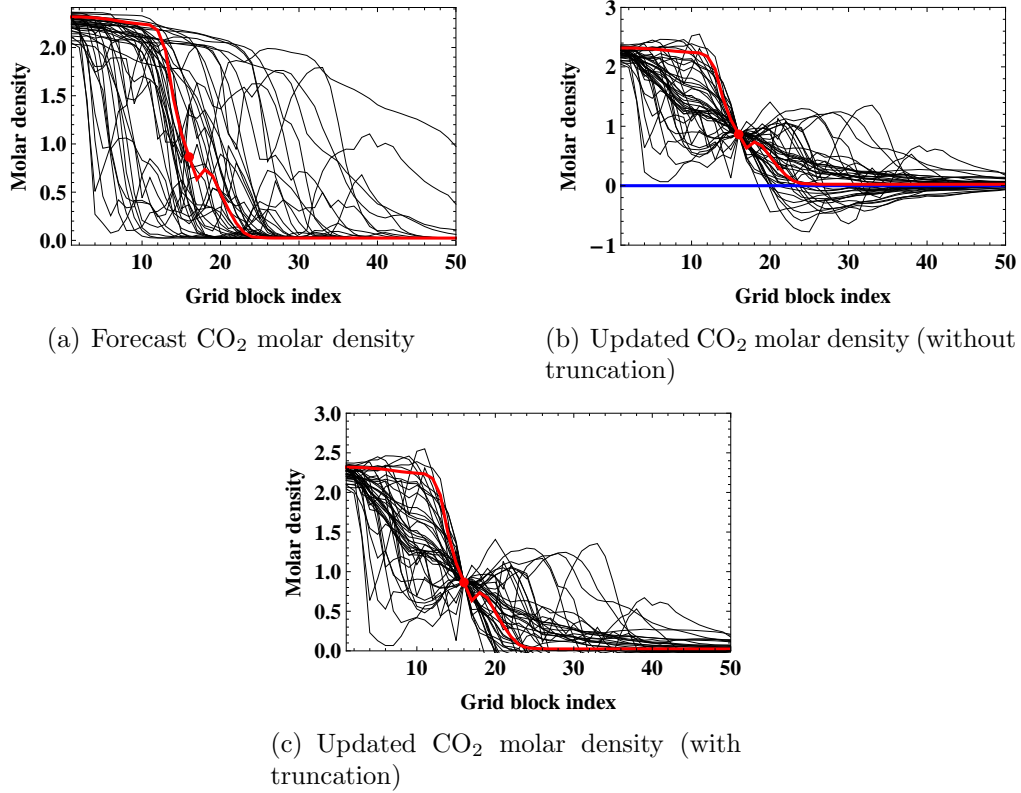 2.0
1.5
1.0
0.5
0.0
Molar density
10 20 30 40 50
Grid block index
(a) Forecast CO₂ molar density
3
2
1
0
−1
Molar density
10 20 30 40 50
Grid block index
(b) Updated CO₂ molar density (without
truncation)
3.0
2.5
2.0
1.5
1.0
0.5
0.0
Molar density
10 20 30 40 50
Grid block index
(c) Updated CO₂ molar density (with
truncation)